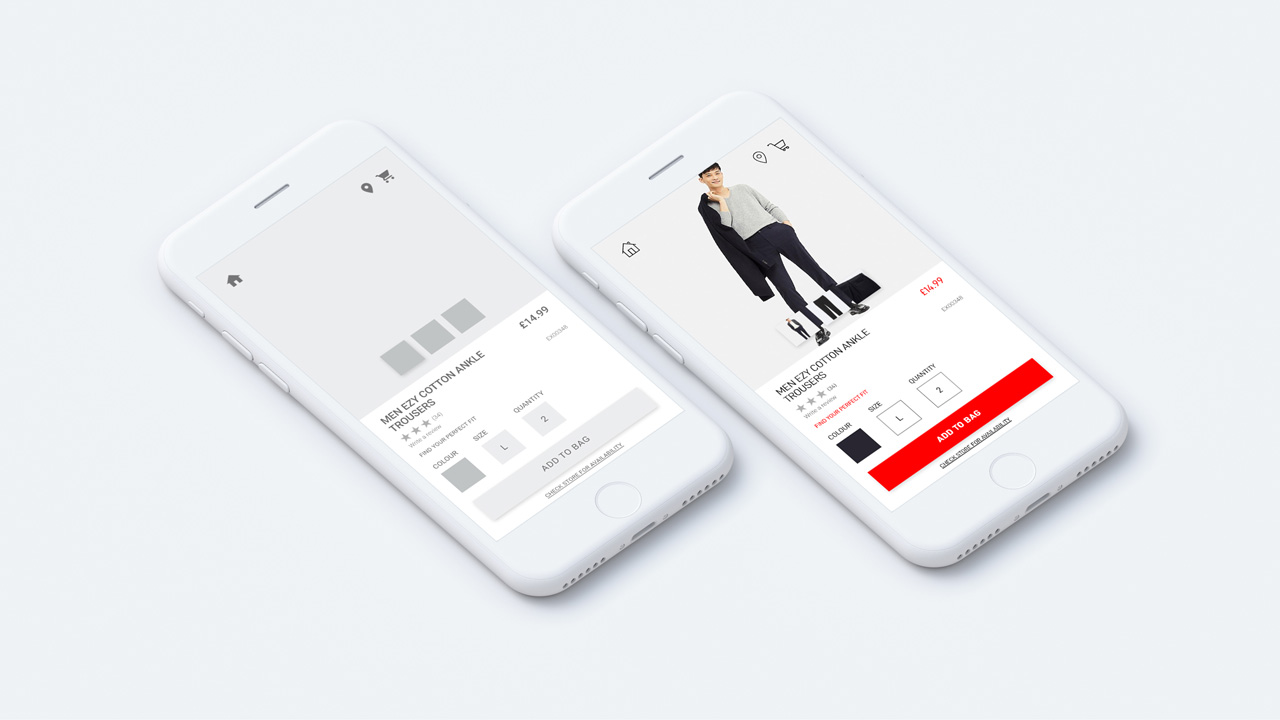 £14.99
EX00348
MEN EZY COTTON ANKLE
TROUSERS
(34)
Write a review
FIND YOUR PERFECT FIT
COLOUR
SIZE
L
QUANTITY
2
ADD TO BAG
CHECK STORE FOR AVAILABILITY
£14.99
EX00348
MEN EZY COTTON ANKLE
TROUSERS
(34)
Write a review
FIND YOUR PERFECT FIT
COLOUR
SIZE
L
QUANTITY
2
ADD TO BAG
CHECK STORE FOR AVAILABILITY